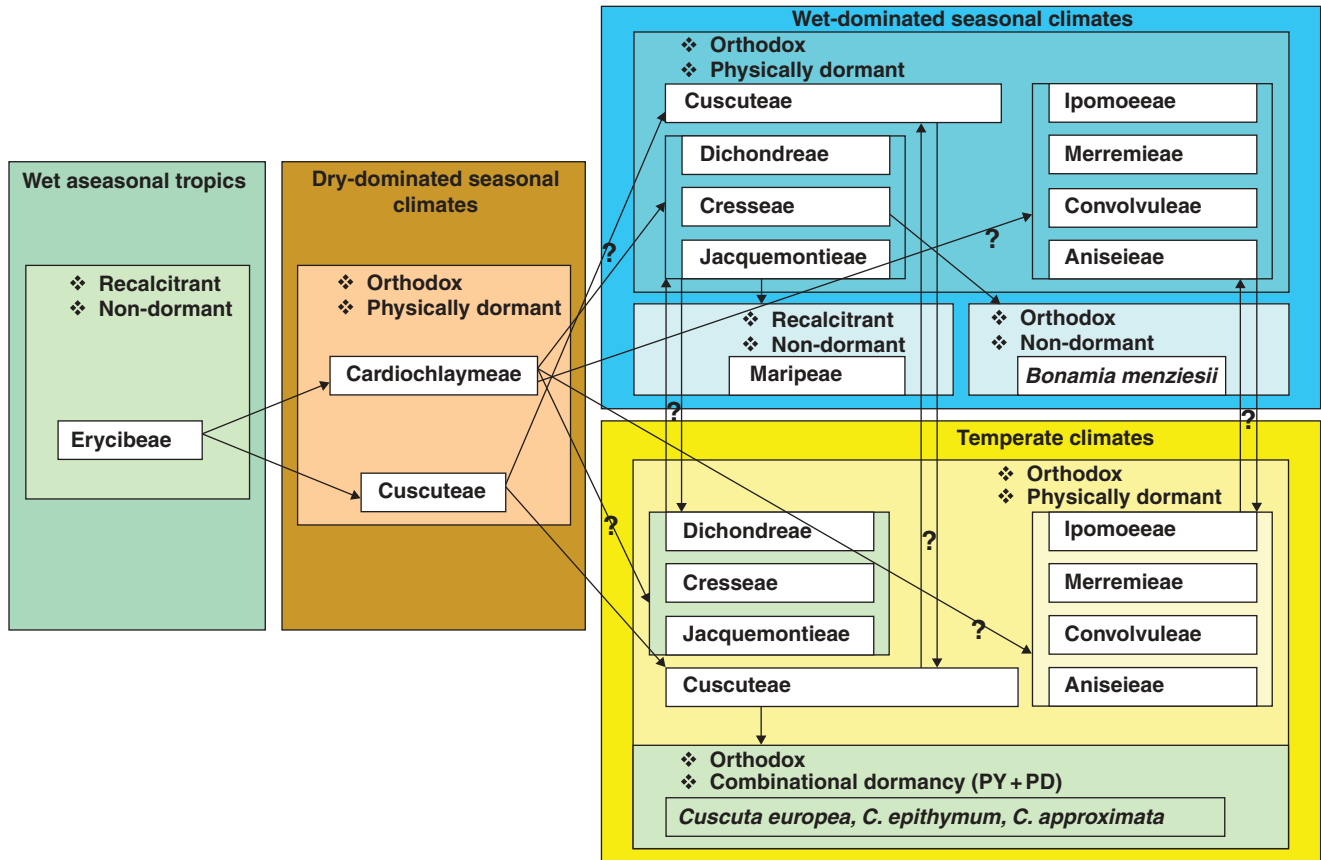 Wet aseasonal tropics
❖ Recalcitrant
❖ Non-dormant
Erycibeae
Dry-dominated seasonal
climates
❖ Orthodox
❖ Physically dormant
Cardiochlaymeae
Cuscuteae
Wet-dominated seasonal climates
❖ Orthodox
❖ Physically dormant
Cuscuteae
Dichondreae
Cresseae
Jacquemontieae
Ipomoeeae
Merremieae
Convolvuleae
Aniseieae
?
?
❖ Recalcitrant
❖ Non-dormant
Maripeae
❖ Orthodox
❖ Non-dormant
Bonamia menziesii
?
?
Temperate climates
❖ Orthodox
❖ Physically dormant
?
?
?
Dichondreae
Cresseae
Jacquemontieae
Cuscuteae
Ipomoeeae
Merremieae
Convolvuleae
Aniseieae
❖ Orthodox
❖ Combinational dormancy (PY + PD)
Cuscuta europea, C. epithymum, C. approximata